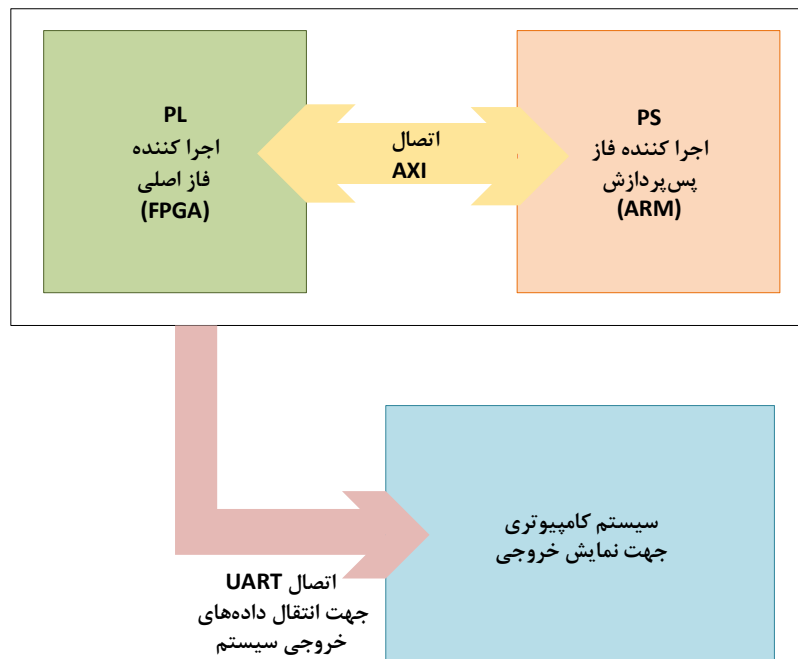 PL
اجرا کننده
فاز اصلی
(FPGA)
اتصال
AXI
PS
اجرا کننده فاز
پس‌پردازش
(ARM)
سیستم کامپیوتری
جهت نمایش خروجی
اتصال UART
جهت انتقال داده‌های
خروجی سیستم